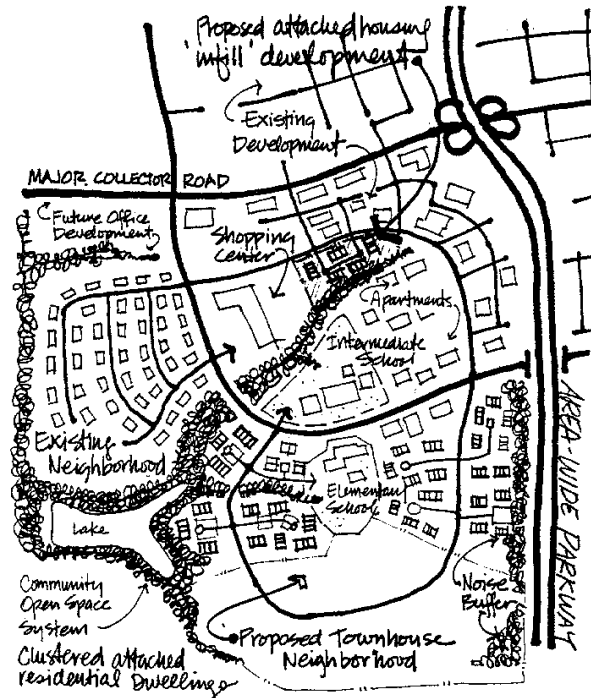 Proposed attached housing
'infill' development
Existing
Development
MAJOR COLLECTOR ROAD
Future Office
Development
Shopping
Center
Apartments
Intermediate
School
Existing
Neighborhood
Elementary
School
Lake
AREA-WIDE PARKWAY
Community
Open Space
System
Noise
Buffer
Proposed Townhouse
Neighborhood
Clustered attached
residential Dwellings